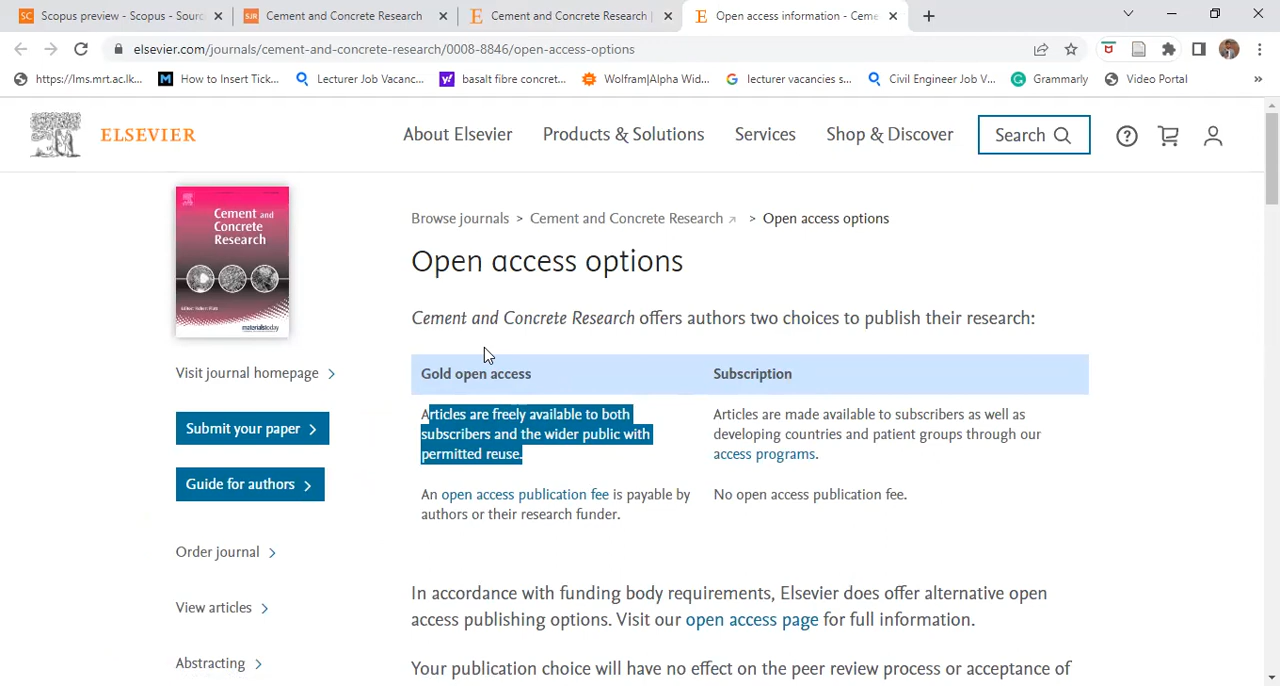 Scopus preview - Scopus - Sourc
Cement and Concrete Research
Cement and Concrete Research |
Open access information - Ceme
elsevier.com/journals/cement-and-concrete-research/0008-8846/open-access-options
https://lms.mrt.ac.lk...
How to Insert Tick...
Lecturer Job Vacanc...
basalt fibre concret...
Wolfram|Alpha Wid...
lecturer vacancies s...
Civil Engineer Job V...
Grammarly
Video Portal
ELSEVIER
About Elsevier
Products & Solutions
Services
Shop & Discover
Search
Cement and
Concrete
Research
materialstoday
Browse journals > Cement and Concrete Research > Open access options
Open access options
Cement and Concrete Research offers authors two choices to publish their research:
Gold open access
Subscription
Articles are freely available to both
subscribers and the wider public with
permitted reuse.
Articles are made available to subscribers as well as
developing countries and patient groups through our
access programs.
An open access publication fee is payable by
authors or their research funder.
No open access publication fee.
In accordance with funding body requirements, Elsevier does offer alternative open
access publishing options. Visit our open access page for full information.
Your publication choice will have no effect on the peer review process or acceptance of
Visit journal homepage
Submit your paper
Guide for authors
Order journal
View articles
Abstracting